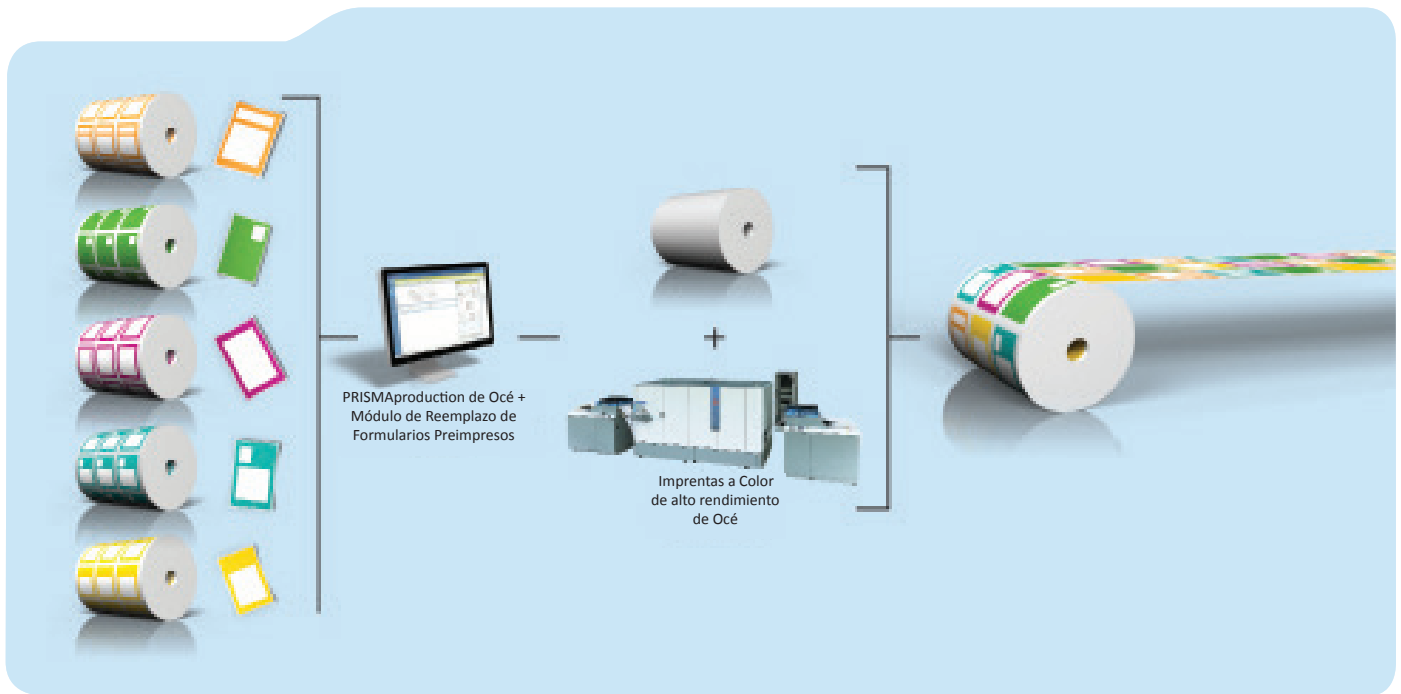 PRISMAproduction de Océ +
Módulo de Reemplazo de
Formularios Preimpresos
Imprentas a Color
de alto rendimiento
de Océ